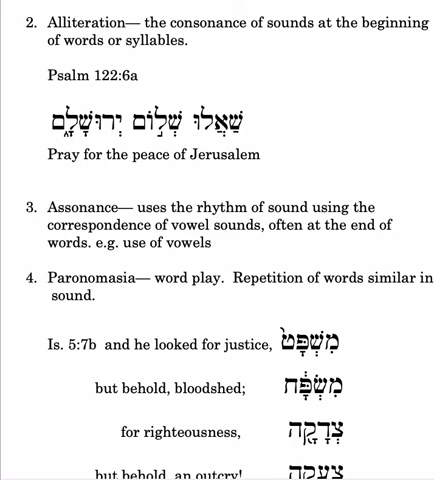 2. Alliteration— the consonance of sounds at the beginning
of words or syllables.
Psalm 122:6a
שַׁאֲלוּ שְׁלוֹם יְרוּשָׁלִָם
Pray for the peace of Jerusalem
3. Assonance— uses the rhythm of sound using the
correspondence of vowel sounds, often at the end of
words. e.g. use of vowels
4. Paronomasia— word play. Repetition of words similar in
sound.
Is. 5:7b and he looked for justice, מִשְׁפָּט֙
but behold, bloodshed; מִשְׂפָּ֔ח
for righteousness, צְדָקָה
but behold, an outcry! צעקה